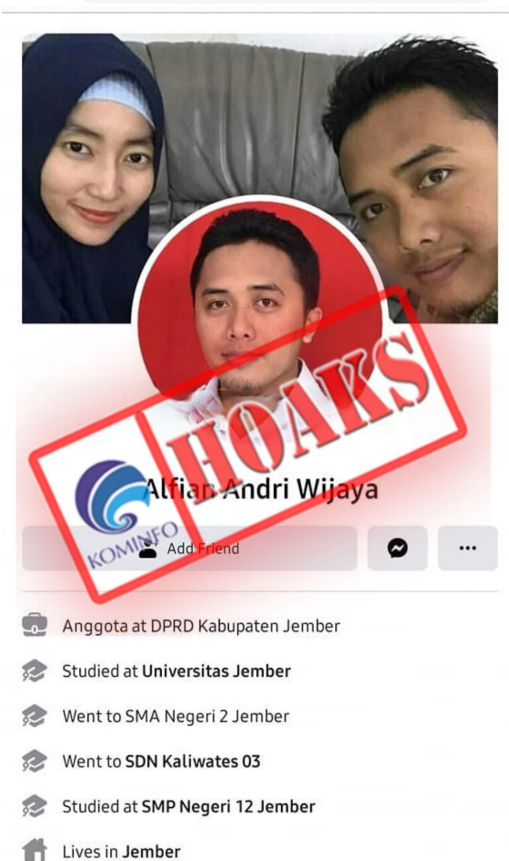 HOAKS
KOMINFO
Alfian Andri Wijaya
Add Friend
Anggota at DPRD Kabupaten Jember
Studied at Universitas Jember
Went to SMA Negeri 2 Jember
Went to SDN Kaliwates 03
Studied at SMP Negeri 12 Jember
Lives in Jember